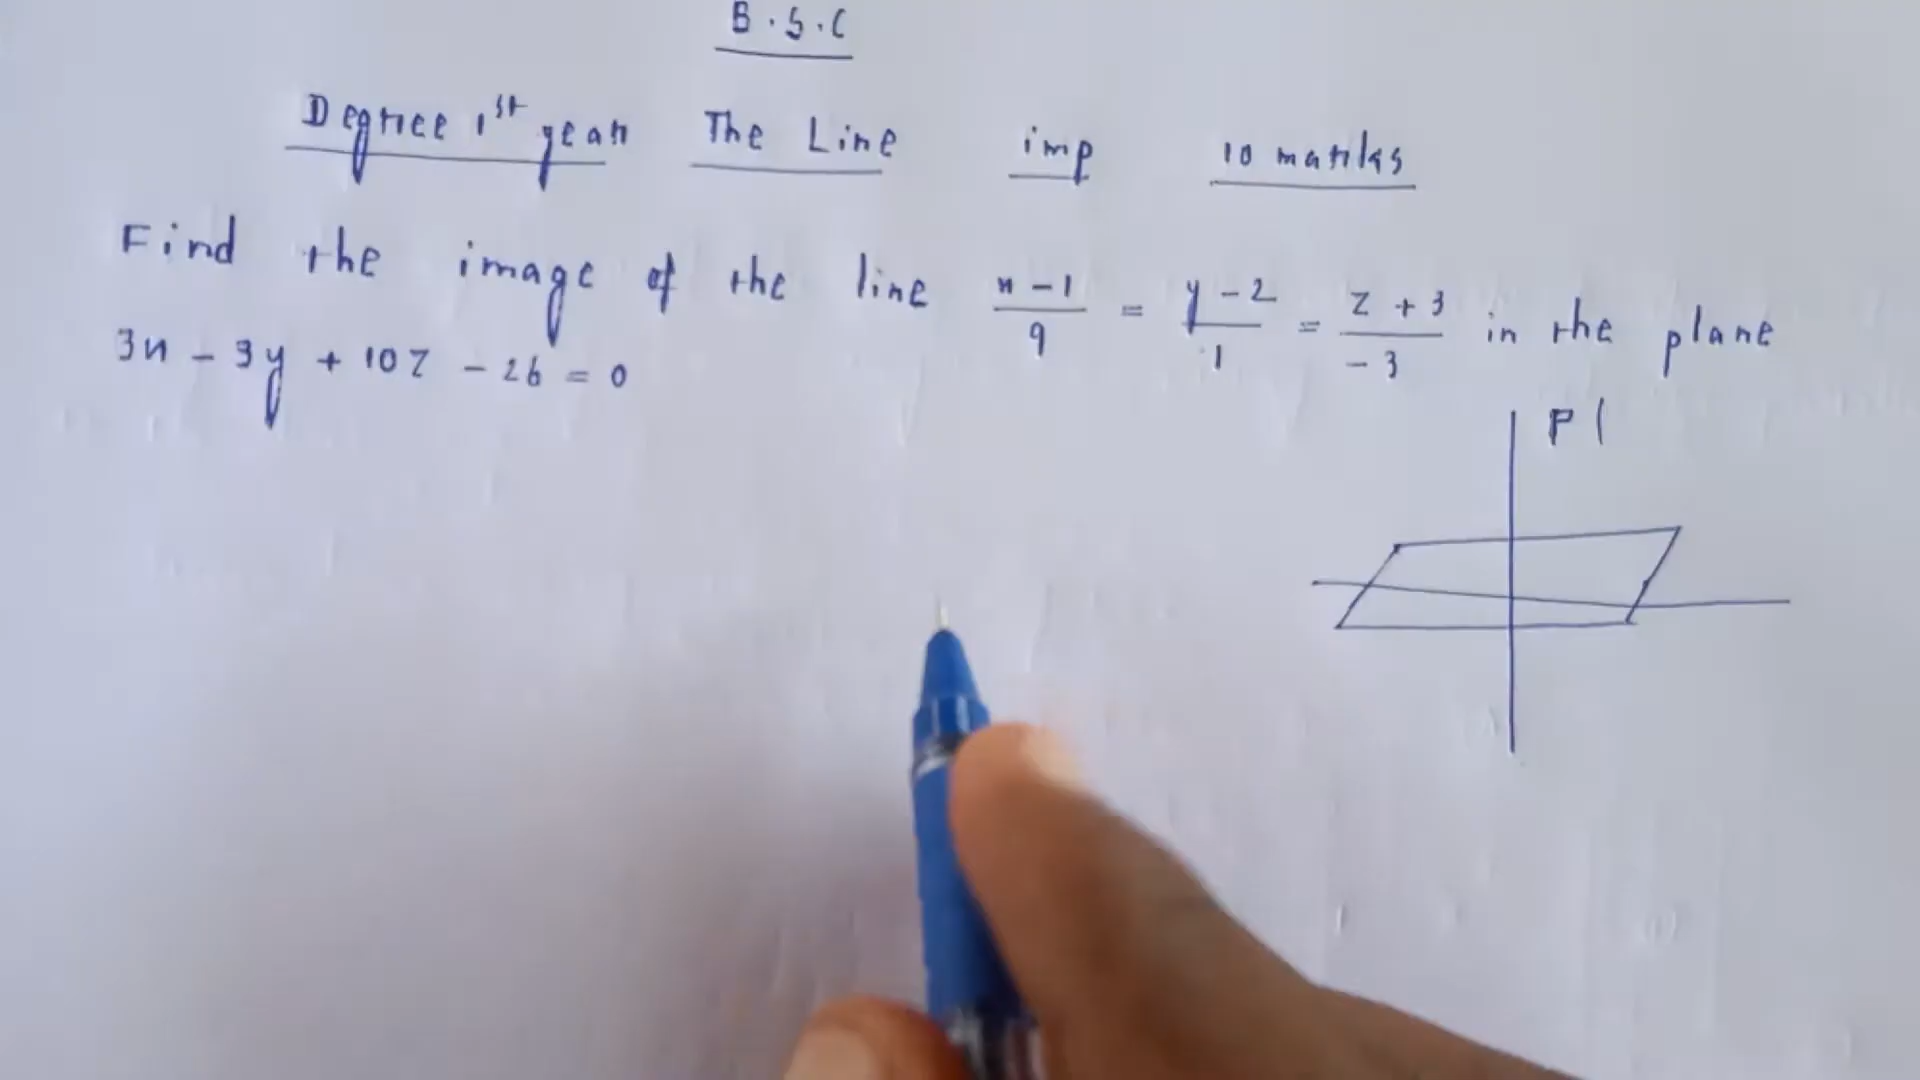 B.S.C
Degree 1st year The Line imp 10 marks
Find the image of the line x-1/9 = y-2/1 = z+3/-3 in the plane
3x - 3y + 10z - 26 = 0
P(